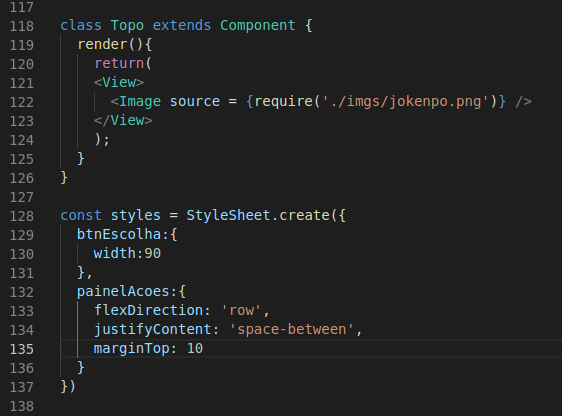 117
118 class Topo extends Component {
119 render(){
120 return(
121 <View>
122 <Image source = {require('./imgs/jokenpo.png')} />
123 </View>
124 );
125 }
126 }
127
128 const styles = StyleSheet.create({
129 btnEscolha:{
130 width:90
131 },
132 painelAcoes:{
133 flexDirection: 'row',
134 justifyContent: 'space-between',
135 marginTop: 10
136 }
137 })
138